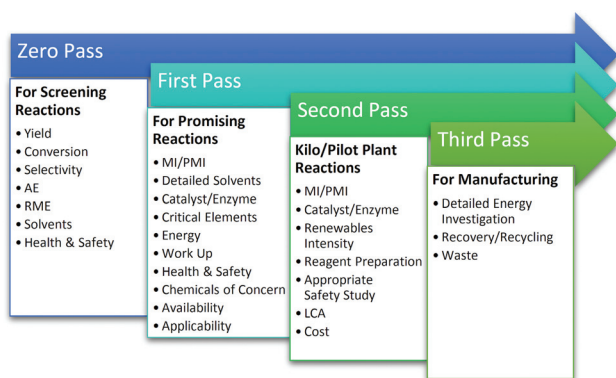 Zero Pass
For Screening
Reactions
• Yield
• Conversion
• Selectivity
• AE
• RME
• Solvents
• Health & Safety
First Pass
For Promising
Reactions
• MI/PMI
• Detailed Solvents
• Catalyst/Enzyme
• Critical Elements
• Energy
• Work Up
• Health & Safety
• Chemicals of Concern
• Availability
• Applicability
Second Pass
Kilo/Pilot Plant
Reactions
• MI/PMI
• Catalyst/Enzyme
• Renewables
Intensity
• Reagent Preparation
• Appropriate
Safety Study
• LCA
• Cost
Third Pass
For Manufacturing
• Detailed Energy
Investigation
• Recovery/Recycling
• Waste